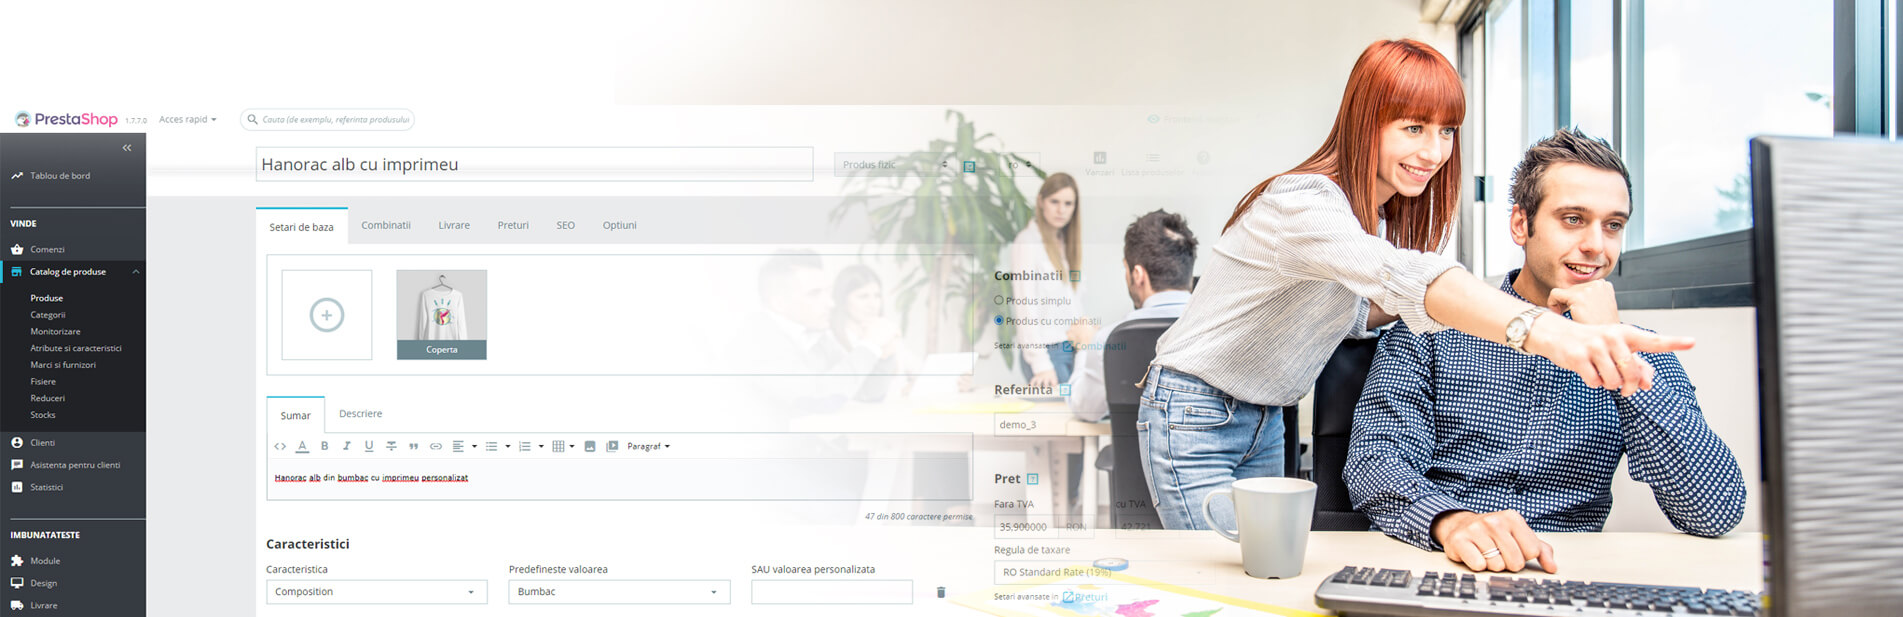 PrestaShop 1.7.7.0 Acces rapid Cauta (de exemplu, referinta produsului
Hanorac alb cu imprimeu
Produs fizic
ro
Vanzari Lista produselor
Tablou de bord
VINDE
Comenzi
Catalog de produse
Produse
Categorii
Monitorizare
Atribute si caracteristici
Marci si furnizori
Fisiere
Reduceri
Stocks
Clienti
Asistenta pentru clienti
Statistici
IMBUNATATESTE
Module
Design
Livrare
Setari de baza Combinatii Livrare Preturi SEO Optiuni
Coperta
Sumar Descriere
Paragraf
Hanorac alb din bumbac cu imprimeu personalizat
47 din 800 caractere permise
Caracteristici
Caracteristica Predefineste valoarea SAU valoarea personalizata
Composition Bumbac
Combinatii
Produs simplu
Produs cu combinatii
Setari avansate in Combinatii
Referinta
demo_3
Pret
Fara TVA cu TVA
35.900000 RON 42.721
Regula de taxare
RO Standard Rate (19%)
Setari avansate in Preturi